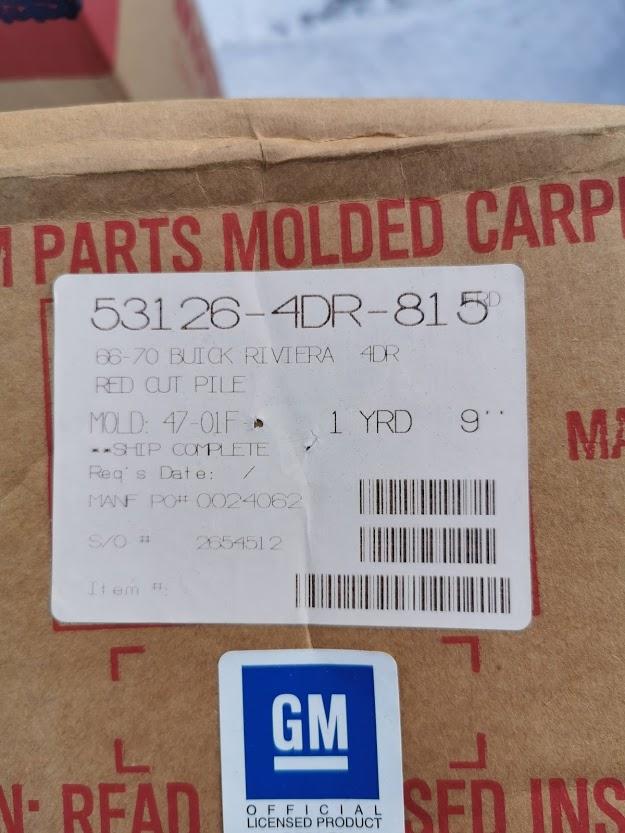 PARTS MOLDED CARP
53126-4DR-815
66-70 BUICK RIVIERA 4DR
RED CUT PILE
MOLD: 47-01F 1 YRD 9''
**SHIP COMPLETE
Req's Date: /
MANF PO# 0024062
S/O # 2654512
Item #:
MA
GM
OFFICIAL
LICENSED PRODUCT
N: READ SED INS